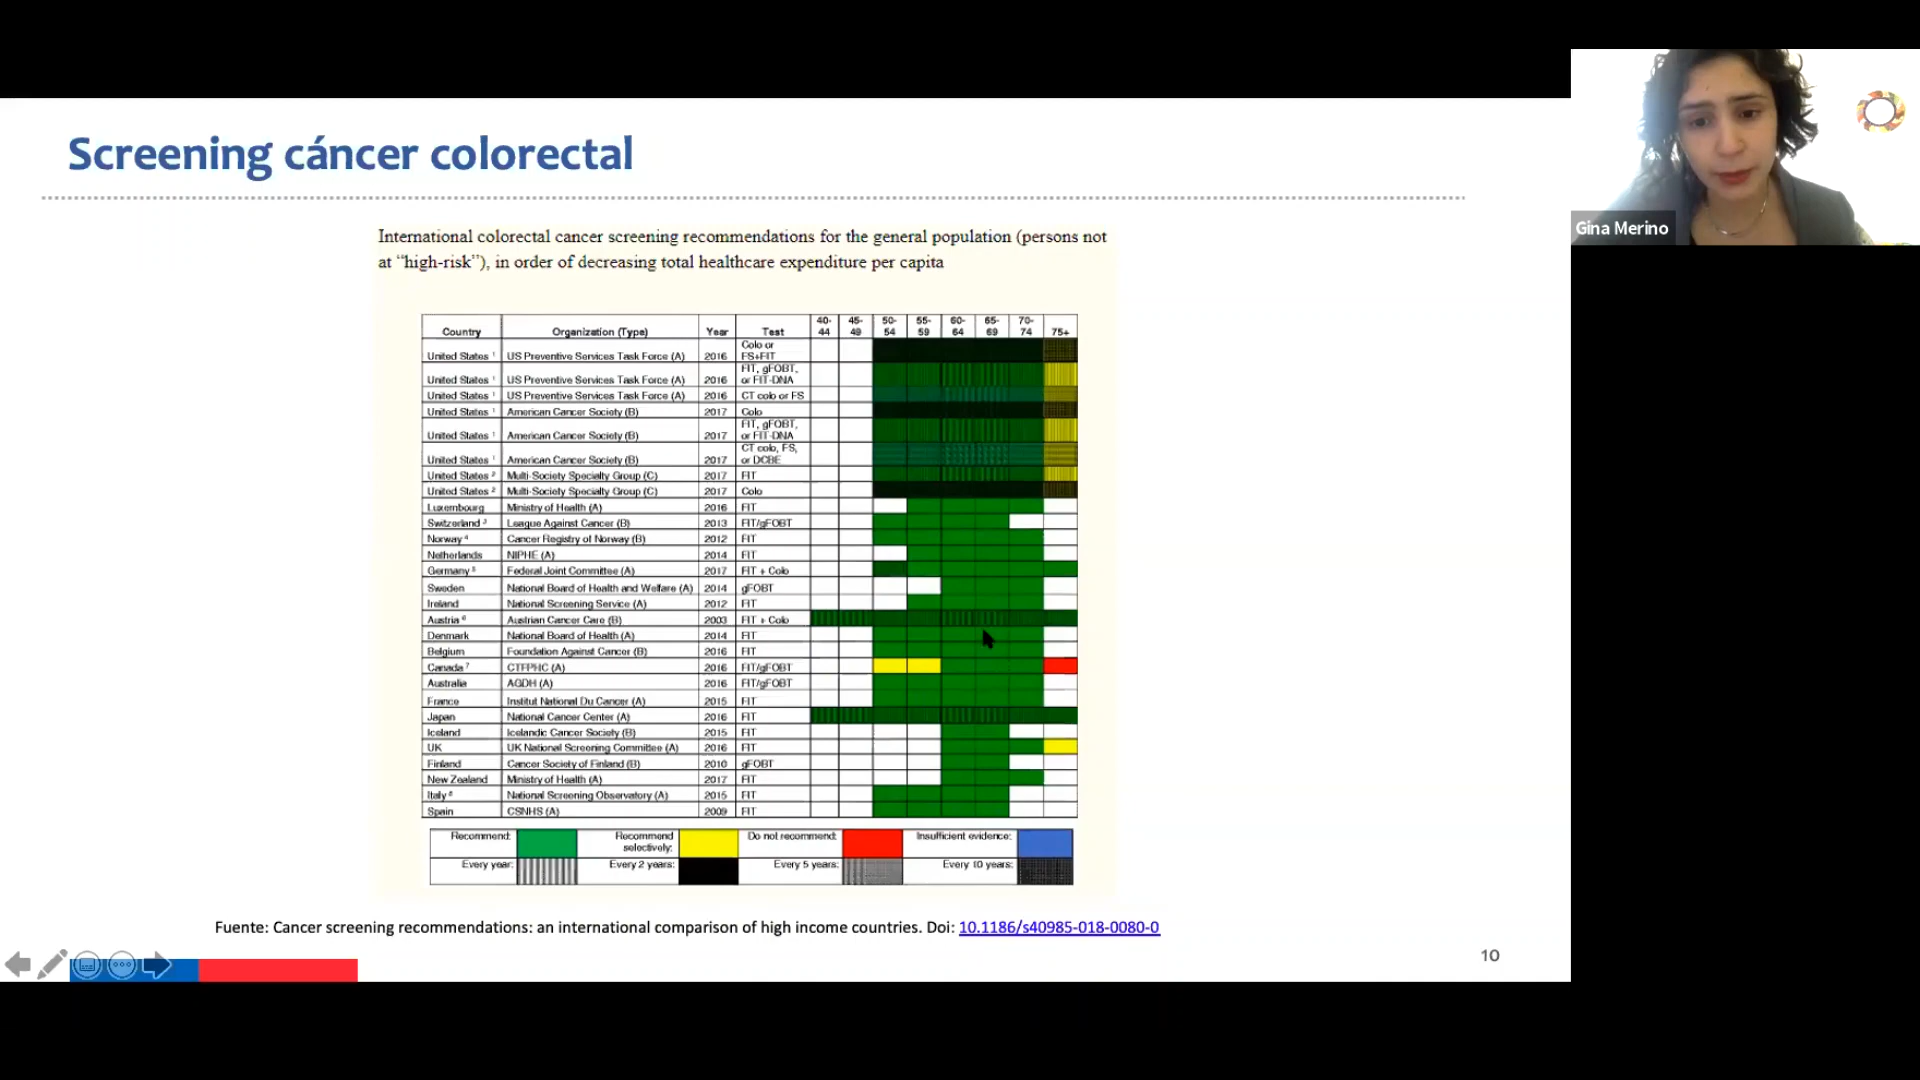 Screening cáncer colorectal
Gina Merino
International colorectal cancer screening recommendations for the general population (persons not
at “high-risk”), in order of decreasing total healthcare expenditure per capita
Country Organization (Type) Year Test 40-44 45-49 50-54 55-59 60-64 65-69 70-74 75+
United States ¹ US Preventive Services Task Force (A) 2016 Colo or FS+FIT
United States ¹ US Preventive Services Task Force (A) 2016 FIT, gFOBT, or FIT-DNA
United States ¹ US Preventive Services Task Force (A) 2016 CT colo or FS
United States ¹ American Cancer Society (B) 2017 Colo
United States ¹ American Cancer Society (B) 2017 FIT, gFOBT, or FIT-DNA
United States ¹ American Cancer Society (B) 2017 CT colo, FS, or DCBE
United States ² Multi-Society Specialty Group (C) 2017 FIT
United States ² Multi-Society Specialty Group (C) 2017 Colo
Luxembourg Ministry of Health (A) 2016 FIT
Switzerland ³ League Against Cancer (B) 2013 FIT/gFOBT
Norway ⁴ Cancer Registry of Norway (B) 2012 FIT
Netherlands NIPHE (A) 2014 FIT
Germany ⁵ Federal Joint Committee (A) 2017 FIT + Colo
Sweden National Board of Health and Welfare (A) 2014 gFOBT
Ireland National Screening Service (A) 2012 FIT
Austria ⁶ Austrian Cancer Care (B) 2003 FIT + Colo
Denmark National Board of Health (A) 2014 FIT
Belgium Foundation Against Cancer (B) 2016 FIT
Canada ⁷ CTFPHC (A) 2016 FIT/gFOBT
Australia AGDH (A) 2016 FIT/gFOBT
France Institut National Du Cancer (A) 2015 FIT
Japan National Cancer Center (A) 2016 FIT
Iceland Icelandic Cancer Society (B) 2015 FIT
UK UK National Screening Committee (A) 2016 FIT
Finland Cancer Society of Finland (B) 2010 gFOBT
New Zealand Ministry of Health (A) 2017 FIT
Italy ⁸ National Screening Observatory (A) 2015 FIT
Spain CSNHS (A) 2009 FIT
Recommend: Recommend selectively: Do not recommend: Insufficient evidence:
Every year: Every 2 years: Every 5 years: Every 10 years:
Fuente: Cancer screening recommendations: an international comparison of high income countries. Doi: 10.1186/s40985-018-0080-0
10